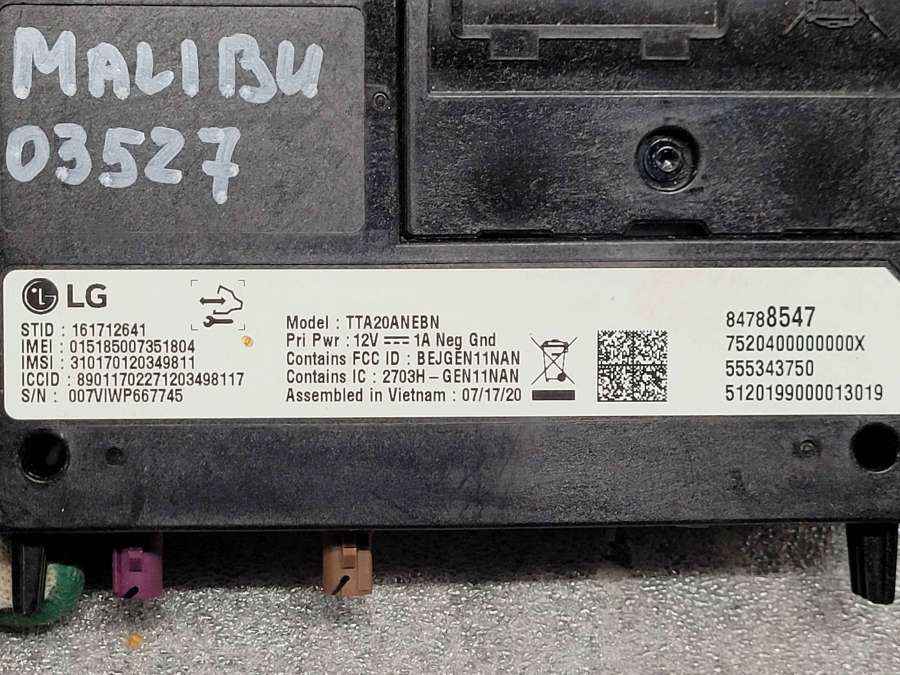 MALIBU
03527
LG
STID : 161712641
IMEI : 015185007351804
IMSI : 310170120349811
ICCID : 89011702271203498117
S/N : 007VIWP667745
Model : TTA20ANEBN
Pri Pwr : 12V ⎓ 1A Neg Gnd
Contains FCC ID : BEJGEN11NAN
Contains IC : 2703H-GEN11NAN
Assembled in Vietnam : 07/17/20
84788547
7520400000000X
555343750
5120199000013019